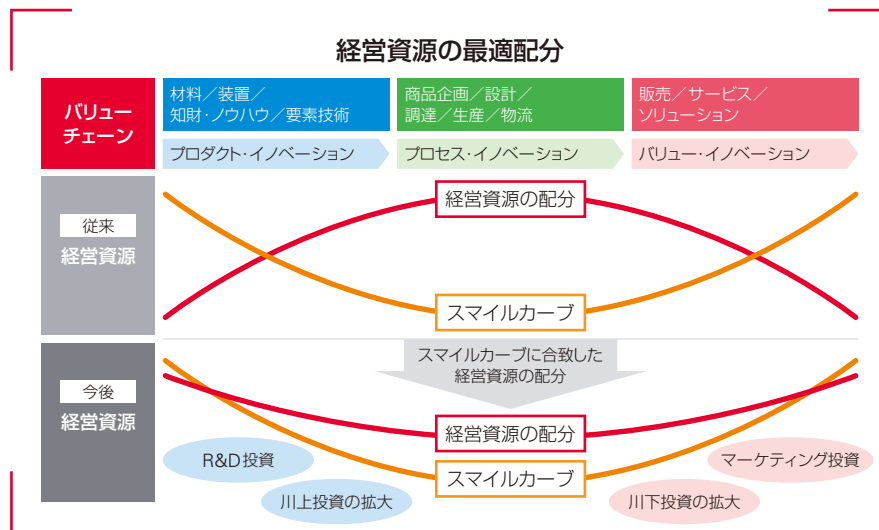 経営資源の最適配分
バリュー
チェーン
材料／装置／
知財・ノウハウ／要素技術
商品企画／設計／
調達／生産／物流
販売／サービス／
ソリューション
プロダクト・イノベーション
プロセス・イノベーション
バリュー・イノベーション
従来
経営資源
経営資源の配分
スマイルカーブ
スマイルカーブに合致した
経営資源の配分
今後
経営資源
経営資源の配分
スマイルカーブ
R&D投資
川上投資の拡大
マーケティング投資
川下投資の拡大